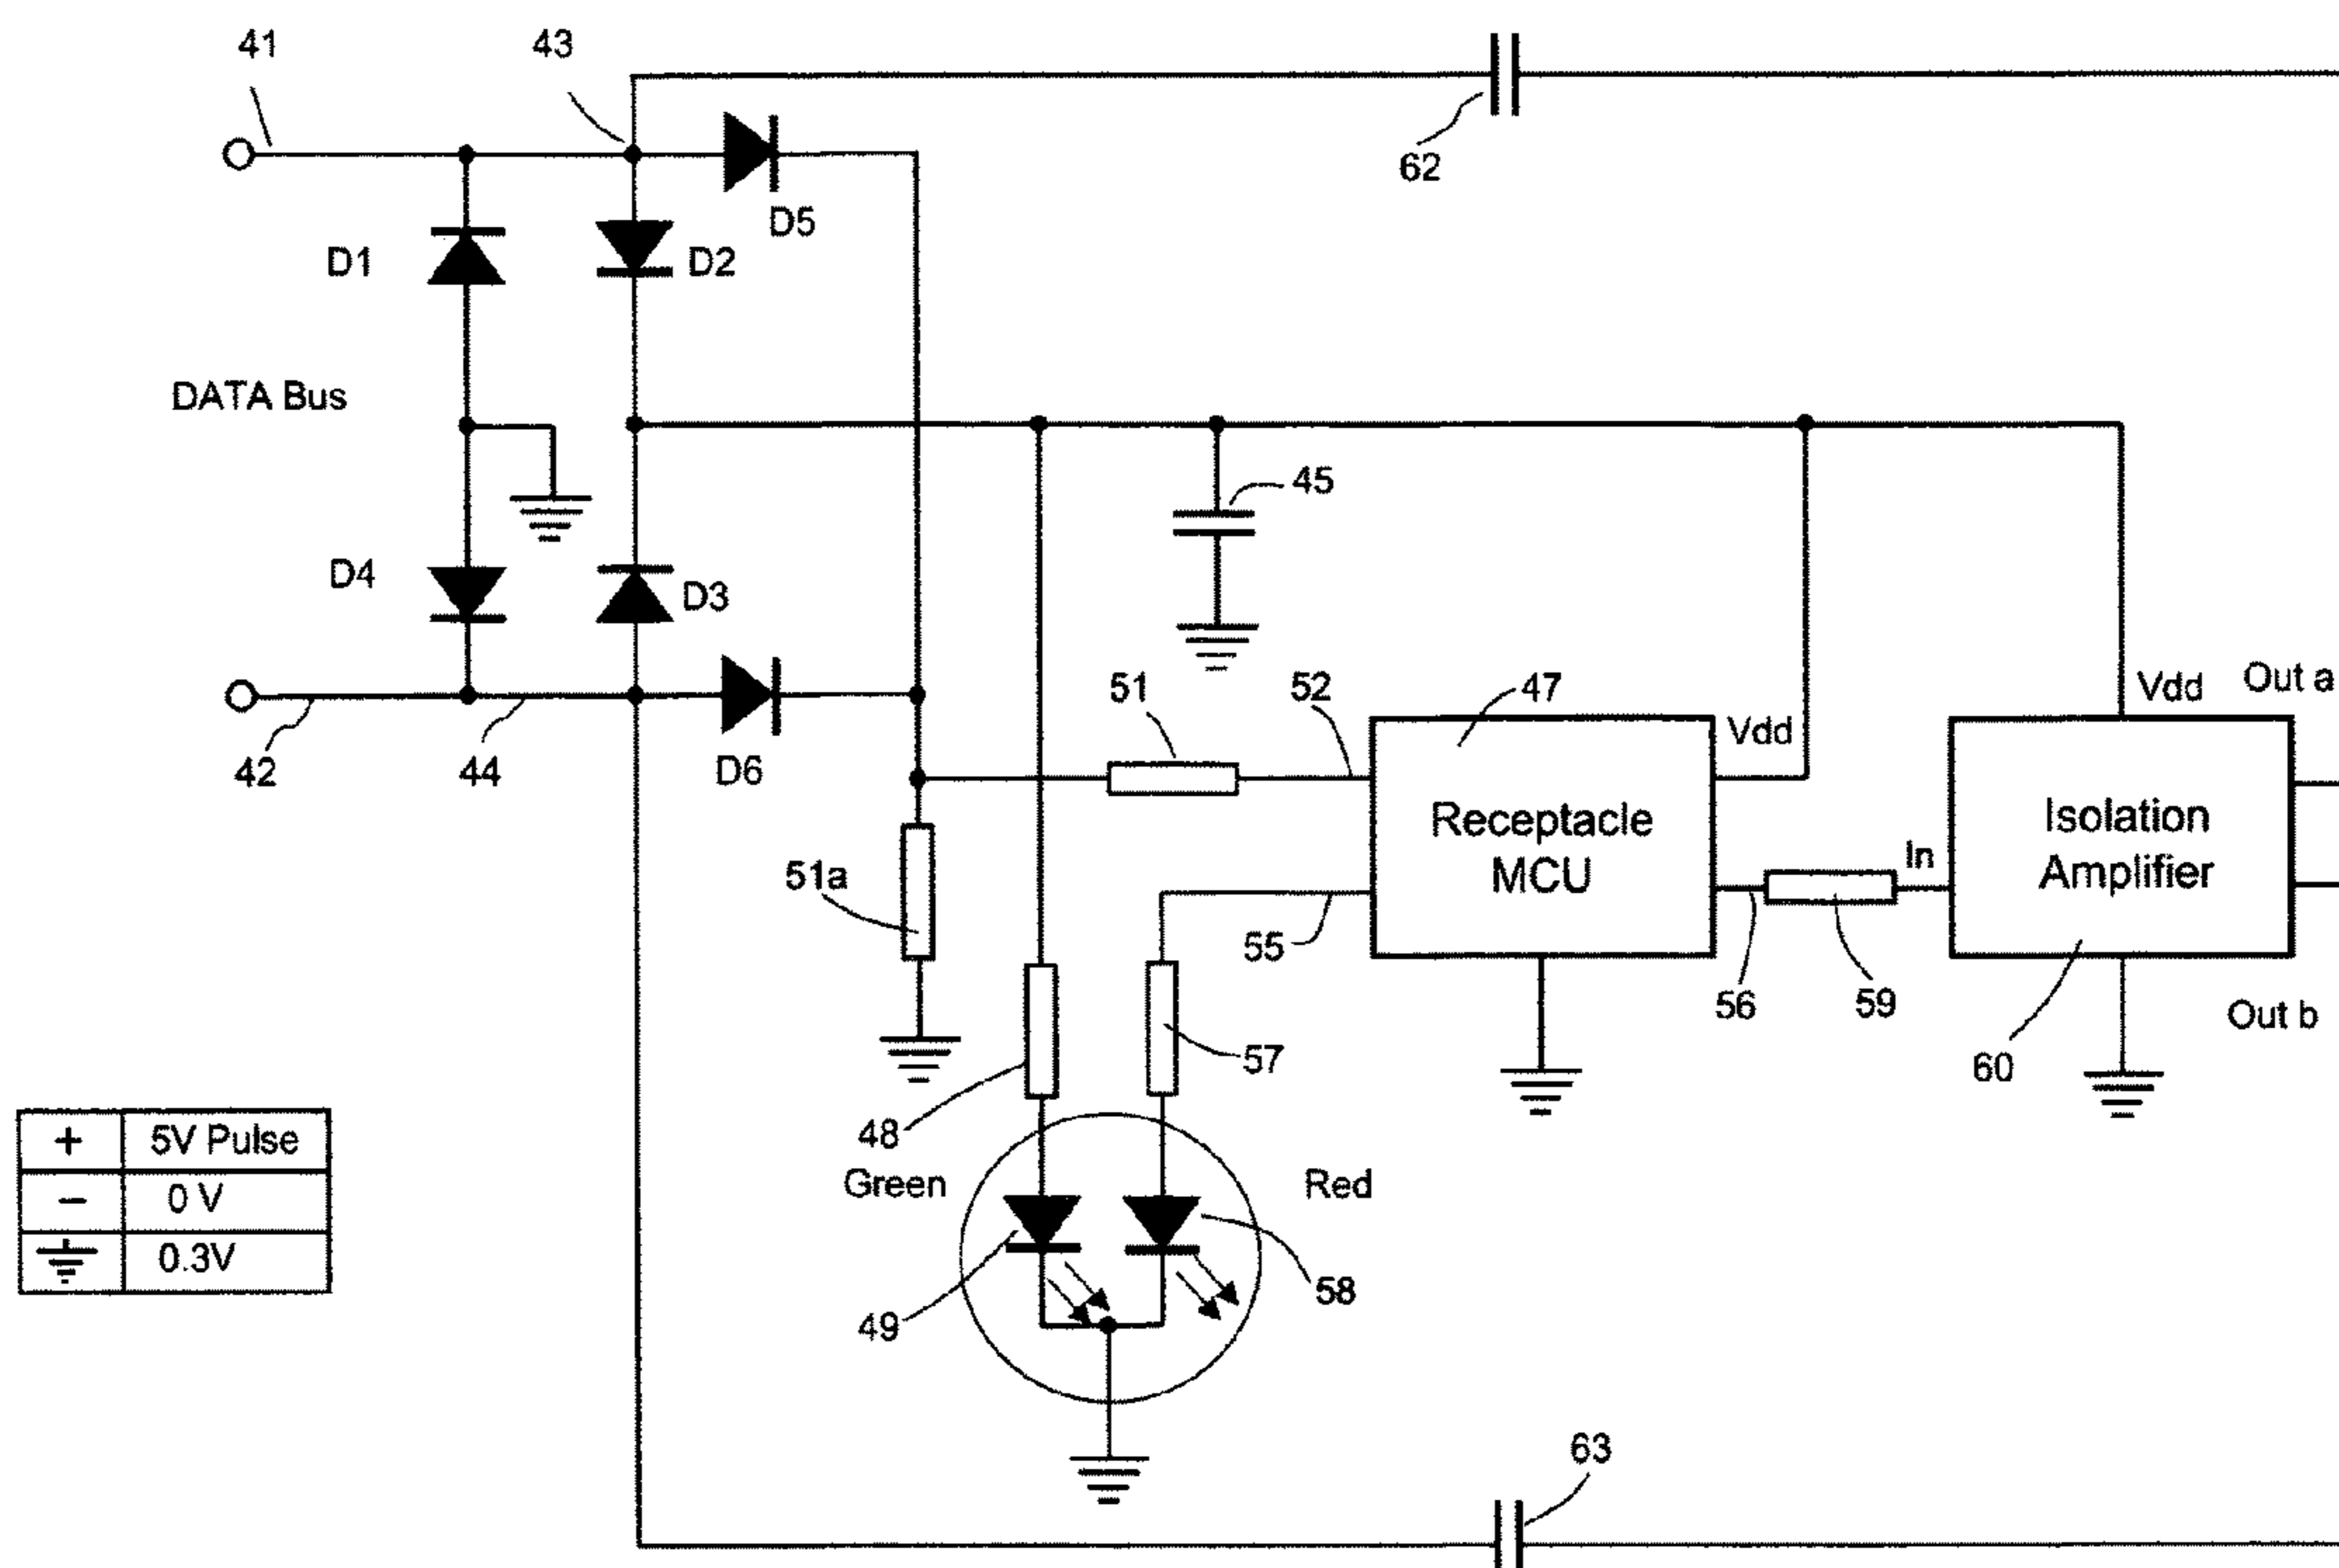 41
43
62
D5
D1
D2
DATA Bus
45
D4
D3
51
52
47
Vdd
Vdd
Out a
42
44
D6
Receptacle
MCU
In
Isolation
Amplifier
51a
55
56
59
60
Out b
57
48
Green
Red
+ 5V Pulse
− 0 V
0.3V
49
58
63